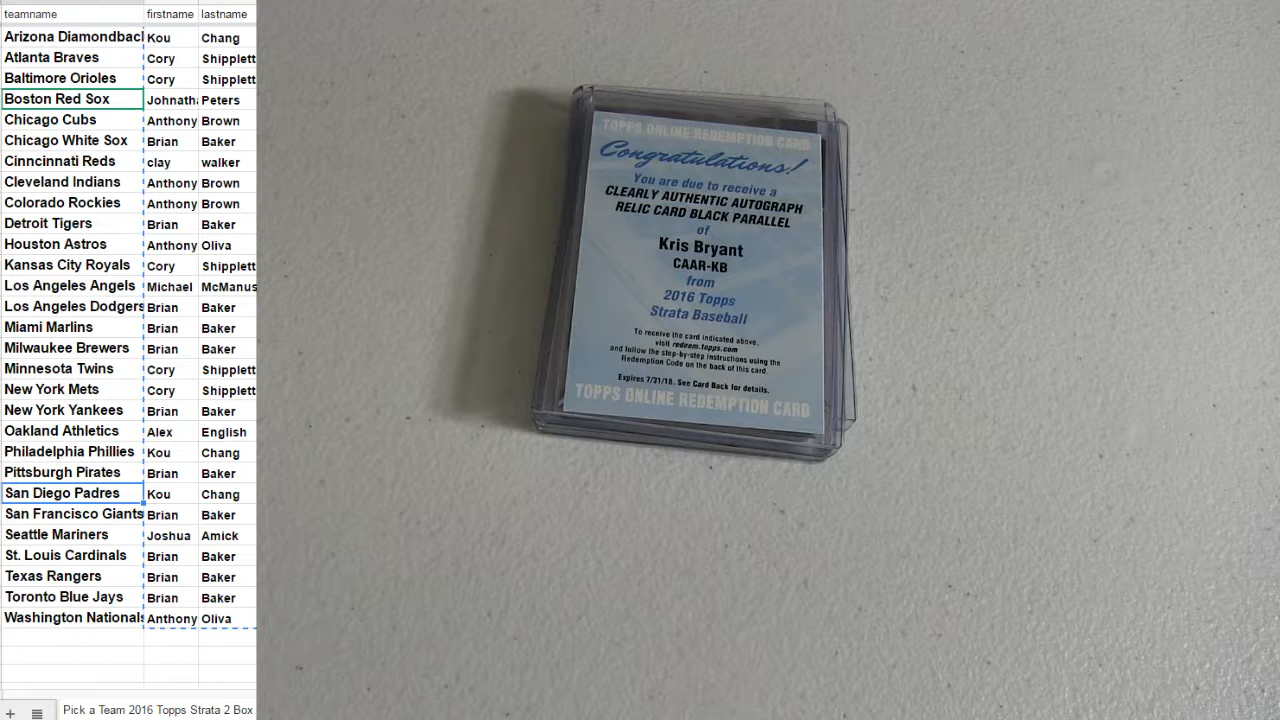 teamname firstname lastname
Arizona Diamondbac Kou Chang
Atlanta Braves Cory Shipplett
Baltimore Orioles Cory Shipplett
Boston Red Sox Johnath Peters
Chicago Cubs Anthony Brown
Chicago White Sox Brian Baker
Cinncinnati Reds clay walker
Cleveland Indians Anthony Brown
Colorado Rockies Anthony Brown
Detroit Tigers Brian Baker
Houston Astros Anthony Oliva
Kansas City Royals Cory Shipplett
Los Angeles Angels Michael McManus
Los Angeles Dodgers Brian Baker
Miami Marlins Brian Baker
Milwaukee Brewers Brian Baker
Minnesota Twins Cory Shipplett
New York Mets Cory Shipplett
New York Yankees Brian Baker
Oakland Athletics Alex English
Philadelphia Phillies Kou Chang
Pittsburgh Pirates Brian Baker
San Diego Padres Kou Chang
San Francisco Giants Brian Baker
Seattle Mariners Joshua Amick
St. Louis Cardinals Brian Baker
Texas Rangers Brian Baker
Toronto Blue Jays Brian Baker
Washington Nationals Anthony Oliva
Pick a Team 2016 Topps Strata 2 Box
TOPPS ONLINE REDEMPTION CARD
Congratulations!
You are due to receive a
CLEARLY AUTHENTIC AUTOGRAPH
RELIC CARD BLACK PARALLEL
of
Kris Bryant
CAAR-KB
from
2016 Topps
Strata Baseball
To receive the card indicated above,
visit redeem.topps.com
and follow the step-by-step instructions using the
Redemption Code on the back of this card.
Expires 7/31/18. See Card Back for details.
TOPPS ONLINE REDEMPTION CARD